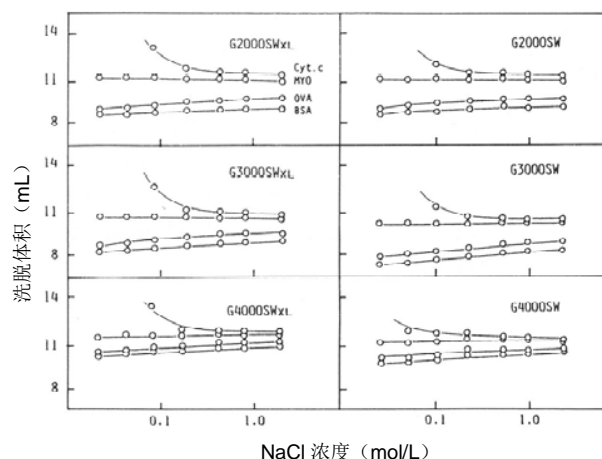 14
11
8
G2000SWXL
Cyt.c
MYO
OVA
BSA
G2000SW
14
11
8
G3000SWXL
G3000SW
14
11
8
G4000SWXL
G4000SW
0.1 1.0 0.1 1.0
洗脱体积（mL）
NaCl 浓度（mol/L）